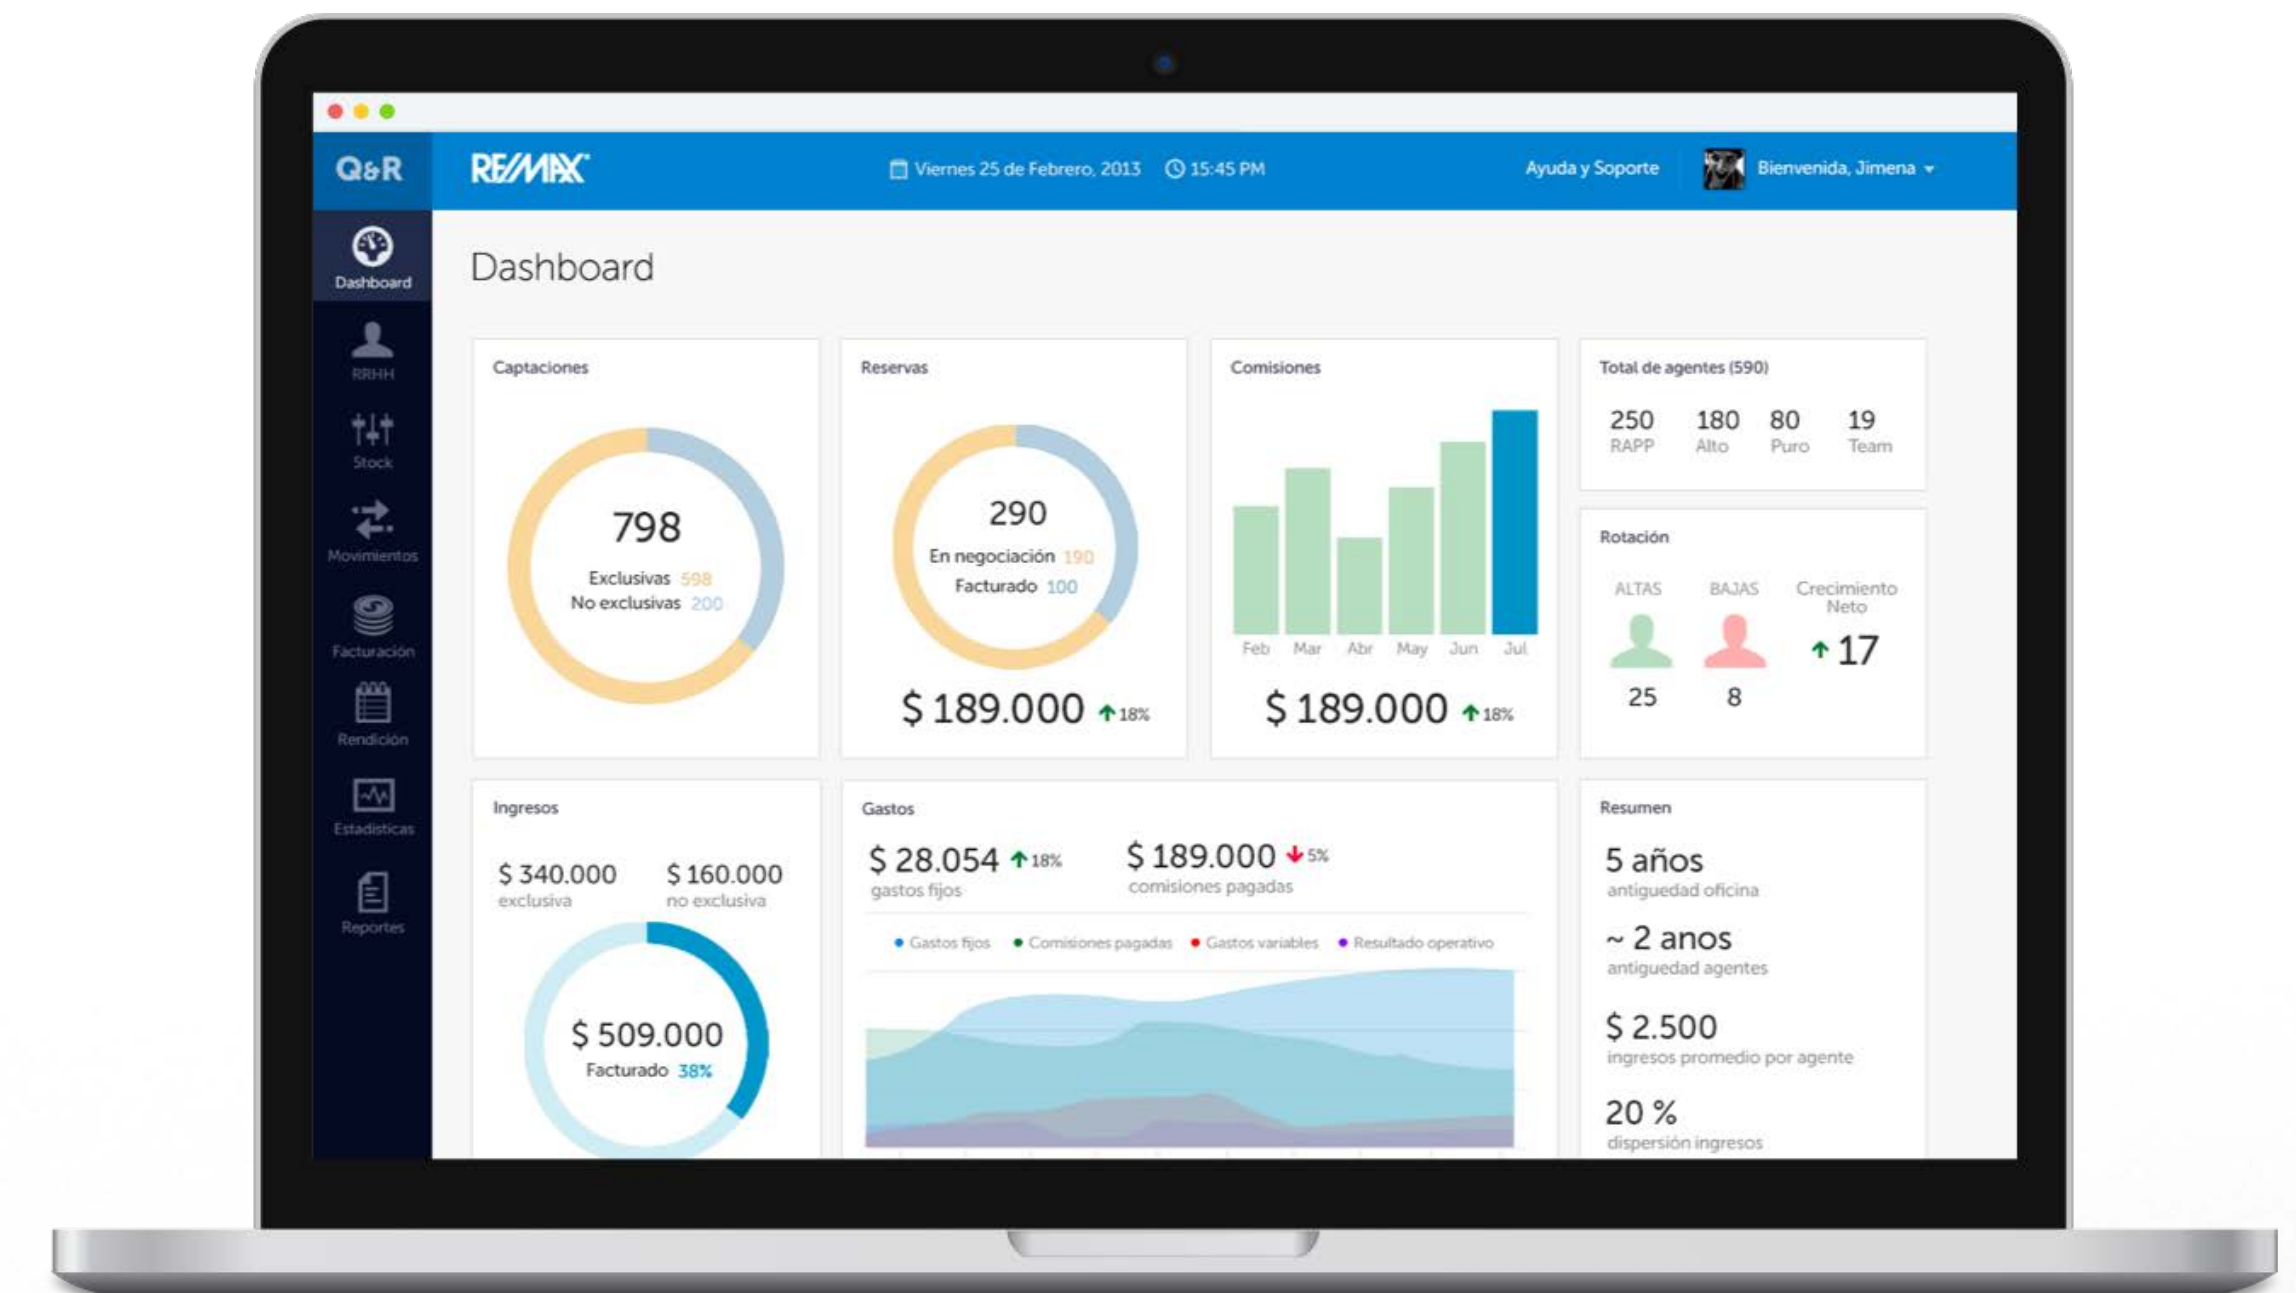 Q&R
RE/MAX
Viernes 25 de Febrero, 2013
15:45 PM
Ayuda y Soporte
Bienvenida, Jimena
Dashboard
RRHH
Stock
Movimientos
Facturación
Rendición
Estadisticas
Reportes
Dashboard
Captaciones
798
Exclusivas 598
No exclusivas 200
Reservas
290
En negociación 190
Facturado 100
$ 189.000 18%
Comisiones
Feb Mar Abr May Jun Jul
$ 189.000 18%
Total de agentes (590)
250 180 80 19
RAPP Alto Puro Team
Rotación
ALTAS BAJAS Crecimiento
Neto
17
25 8
Ingresos
$ 340.000 $ 160.000
exclusiva no exclusiva
$ 509.000
Facturado 38%
Gastos
$ 28.054 18% $ 189.000 5%
gastos fijos comisiones pagadas
Gastos fijos Comisiones pagadas Gastos variables Resultado operativo
Resumen
5 años
antiguedad oficina
~ 2 anos
antiguedad agentes
$ 2.500
ingresos promedio por agente
20 %
dispersión ingresos